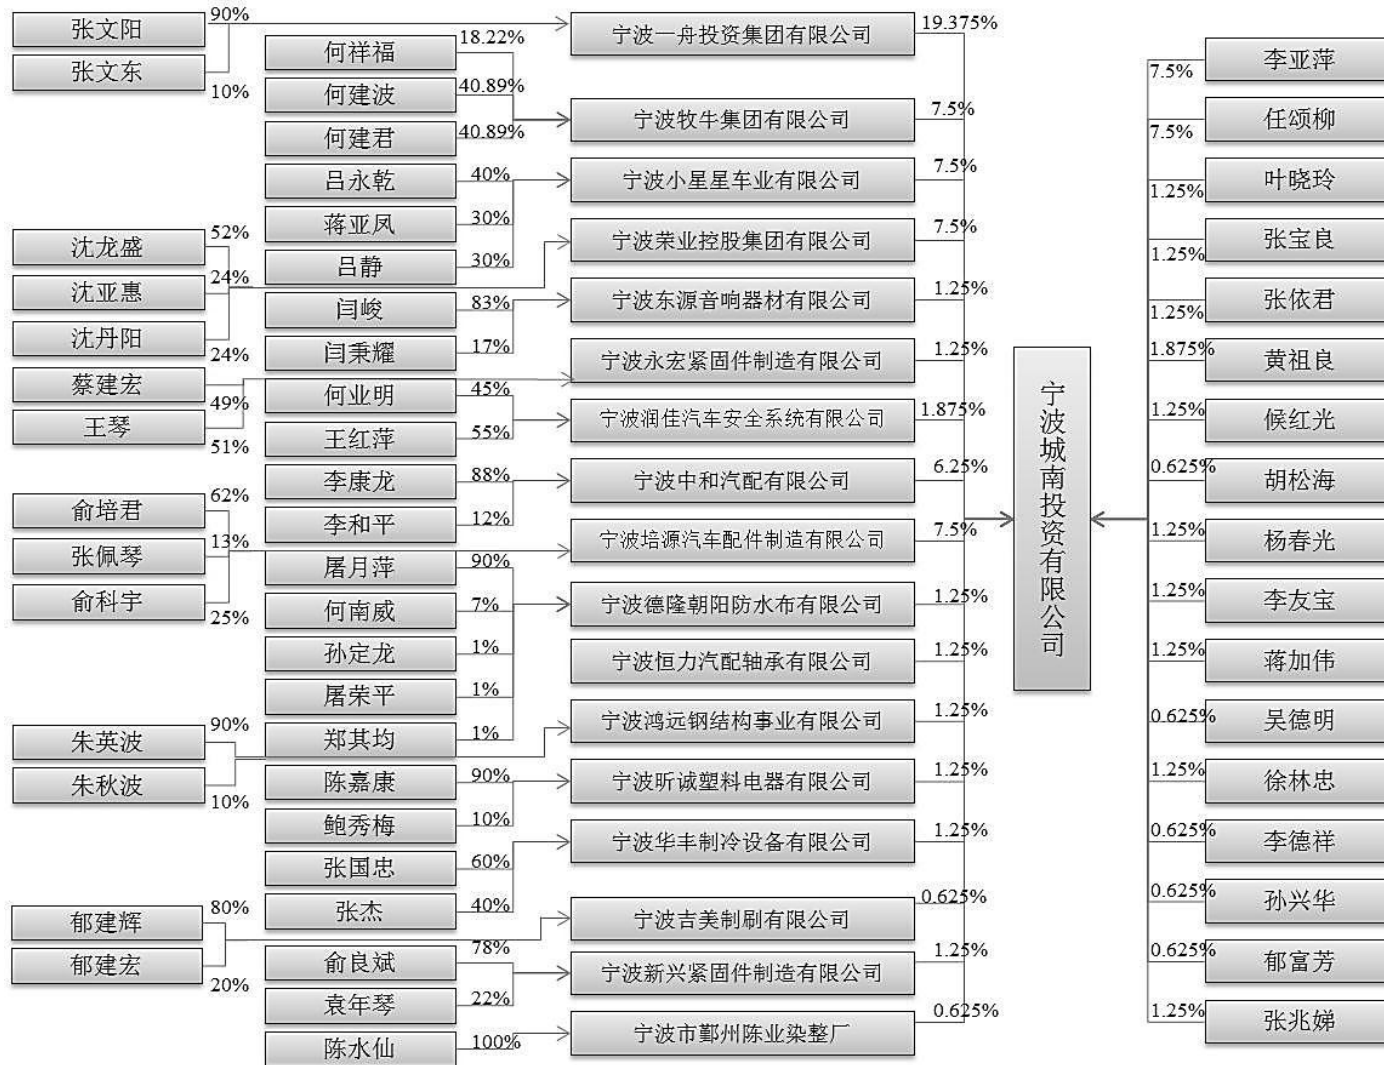 张文阳 90%
张文东 10%
何祥福 18.22%
何建波 40.89%
何建君 40.89%
吕永乾 40%
蒋亚凤 30%
吕静 30%
沈龙盛 52%
沈亚惠 24%
沈丹阳 24%
闫峻 83%
闫秉耀 17%
蔡建宏 49%
王琴 51%
何业明 45%
王红萍 55%
李康龙 88%
李和平 12%
俞培君 62%
张佩琴 13%
俞科宇 25%
屠月萍 90%
何南威 7%
孙定龙 1%
屠荣平 1%
郑其均 1%
朱英波 90%
朱秋波 10%
陈嘉康 90%
鲍秀梅 10%
张国忠 60%
张杰 40%
郁建辉 80%
郁建宏 20%
俞良斌 78%
袁年琴 22%
陈水仙 100%
宁波一舟投资集团有限公司 19.375%
宁波牧牛集团有限公司 7.5%
宁波小星星车业有限公司 7.5%
宁波荣业控股集团有限公司 7.5%
宁波东源音响器材有限公司 1.25%
宁波永宏紧固件制造有限公司 1.25%
宁波润佳汽车安全系统有限公司 1.875%
宁波中和汽配有限公司 6.25%
宁波培源汽车配件制造有限公司 7.5%
宁波德隆朝阳防水布有限公司 1.25%
宁波恒力汽配轴承有限公司 1.25%
宁波鸿远钢结构事业有限公司 1.25%
宁波昕诚塑料电器有限公司 1.25%
宁波华丰制冷设备有限公司 1.25%
宁波吉美制刷有限公司 0.625%
宁波新兴紧固件制造有限公司 1.25%
宁波市鄞州陈业染整厂 0.625%
宁波城南投资有限公司
7.5% 李亚萍
7.5% 任颂柳
1.25% 叶晓玲
1.25% 张宝良
1.25% 张依君
1.875% 黄祖良
1.25% 候红光
0.625% 胡松海
1.25% 杨春光
1.25% 李友宝
1.25% 蒋加伟
0.625% 吴德明
1.25% 徐林忠
0.625% 李德祥
0.625% 孙兴华
0.625% 郁富芳
1.25% 张兆娣